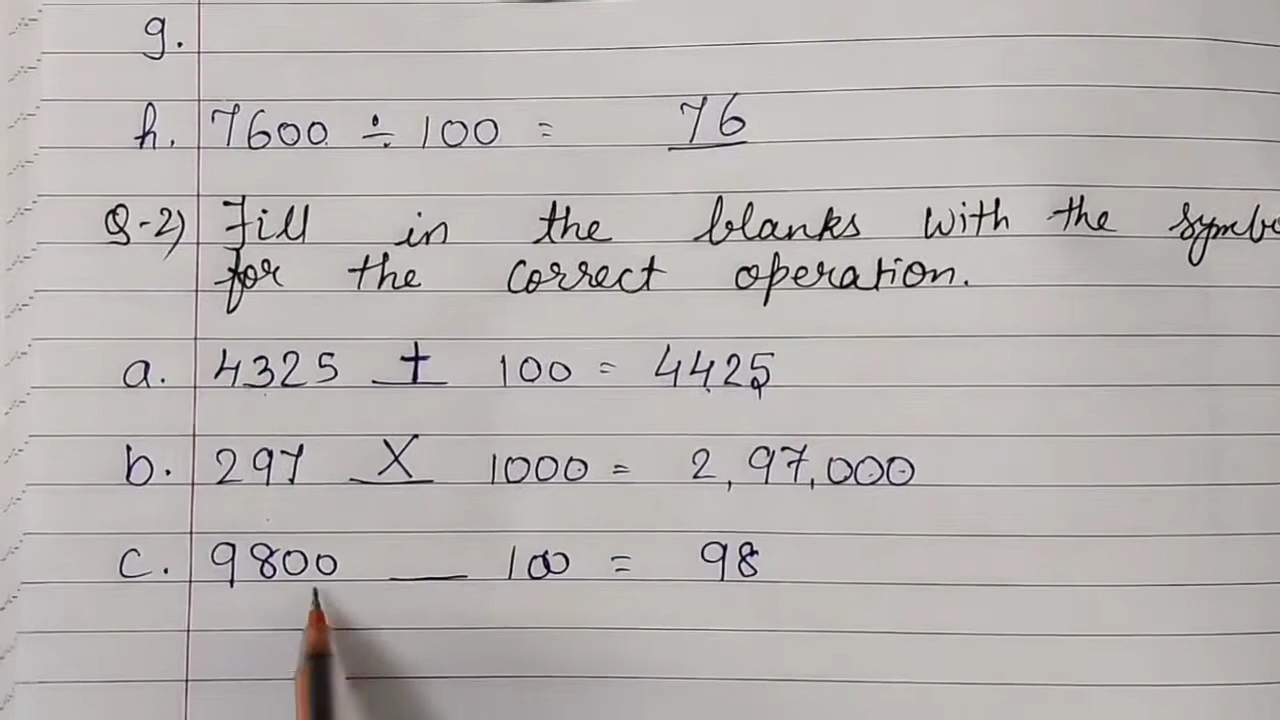 g.
h. 7600 ÷ 100 = 76
Q-2) Fill in the blanks with the
for the correct operation.
a. 4325 + 100 = 4425
b. 297 X 1000 = 2,97,000
c. 9800 __ 100 = 98